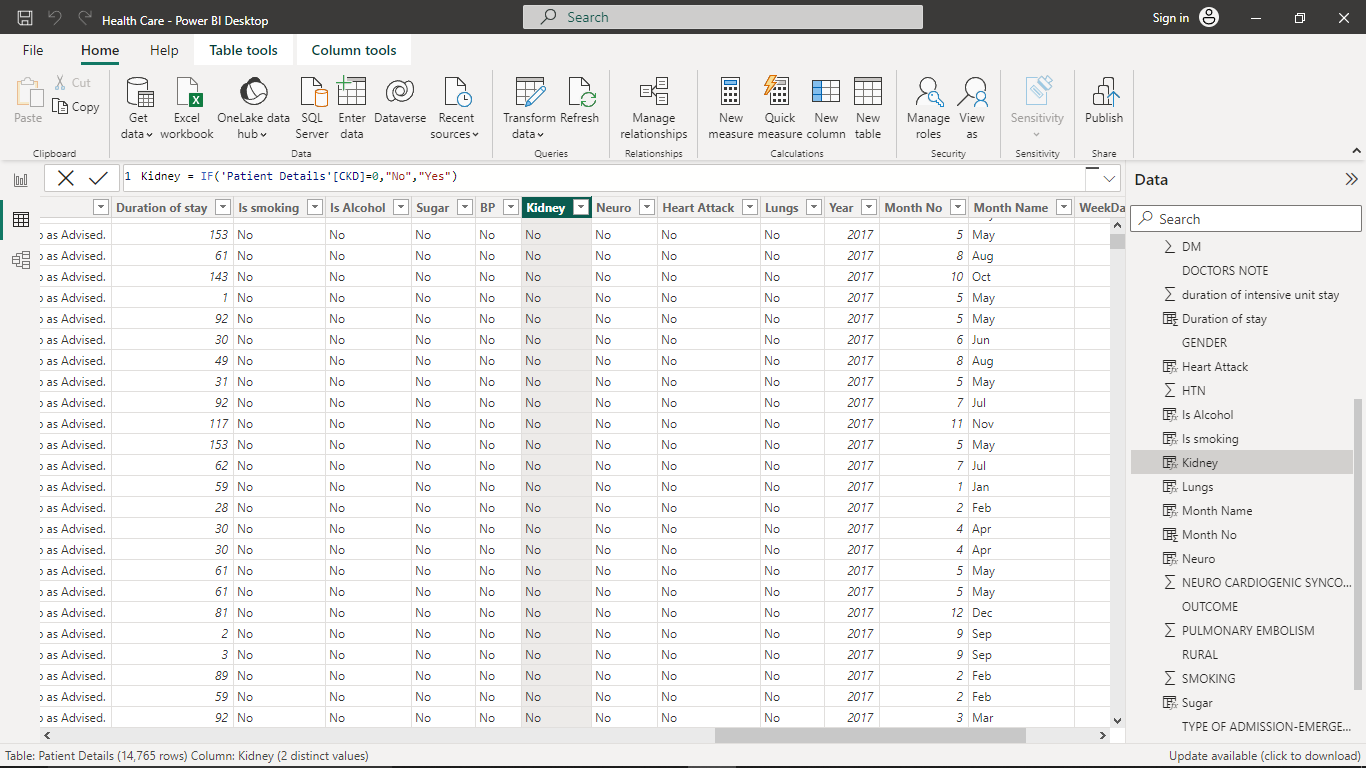 Health Care - Power BI Desktop
Search
Sign in
File Home Help Table tools Column tools
Paste Cut Copy Get data Excel workbook OneLake data hub SQL Server Enter data Dataverse Recent sources Transform data Refresh Manage relationships New measure Quick measure New column New table Manage roles View as Sensitivity Publish
Clipboard Data Queries Relationships Calculations Security Sensitivity Share
1 Kidney = IF('Patient Details'[CKD]=0,"No","Yes")
Duration of stay Is smoking Is Alcohol Sugar BP Kidney Neuro Heart Attack Lungs Year Month No Month Name WeekDa
as Advised. 153 No No No No No No No No 2017 5 May
as Advised. 61 No No No No No No No No 2017 8 Aug
as Advised. 143 No No No No No No No No 2017 10 Oct
as Advised. 1 No No No No No No No No 2017 5 May
as Advised. 92 No No No No No No No No 2017 5 May
as Advised. 30 No No No No No No No No 2017 6 Jun
as Advised. 49 No No No No No No No No 2017 8 Aug
as Advised. 31 No No No No No No No No 2017 5 May
as Advised. 92 No No No No No No No No 2017 7 Jul
as Advised. 117 No No No No No No No No 2017 11 Nov
as Advised. 153 No No No No No No No No 2017 5 May
as Advised. 62 No No No No No No No No 2017 7 Jul
as Advised. 59 No No No No No No No No 2017 1 Jan
as Advised. 28 No No No No No No No No 2017 2 Feb
as Advised. 30 No No No No No No No No 2017 4 Apr
as Advised. 30 No No No No No No No No 2017 4 Apr
as Advised. 61 No No No No No No No No 2017 5 May
as Advised. 61 No No No No No No No No 2017 5 May
as Advised. 81 No No No No No No No No 2017 12 Dec
as Advised. 2 No No No No No No No No 2017 9 Sep
as Advised. 3 No No No No No No No No 2017 9 Sep
as Advised. 89 No No No No No No No No 2017 2 Feb
as Advised. 59 No No No No No No No No 2017 2 Feb
as Advised. 92 No No No No No No No No 2017 3 Mar
Data
Search
DM
DOCTORS NOTE
duration of intensive unit stay
Duration of stay
GENDER
Heart Attack
HTN
Is Alcohol
Is smoking
Kidney
Lungs
Month Name
Month No
Neuro
NEURO CARDIOGENIC SYNCO...
OUTCOME
PULMONARY EMBOLISM
RURAL
SMOKING
Sugar
TYPE OF ADMISSION-EMERGE...
Table: Patient Details (14,765 rows) Column: Kidney (2 distinct values)
Update available (click to download)